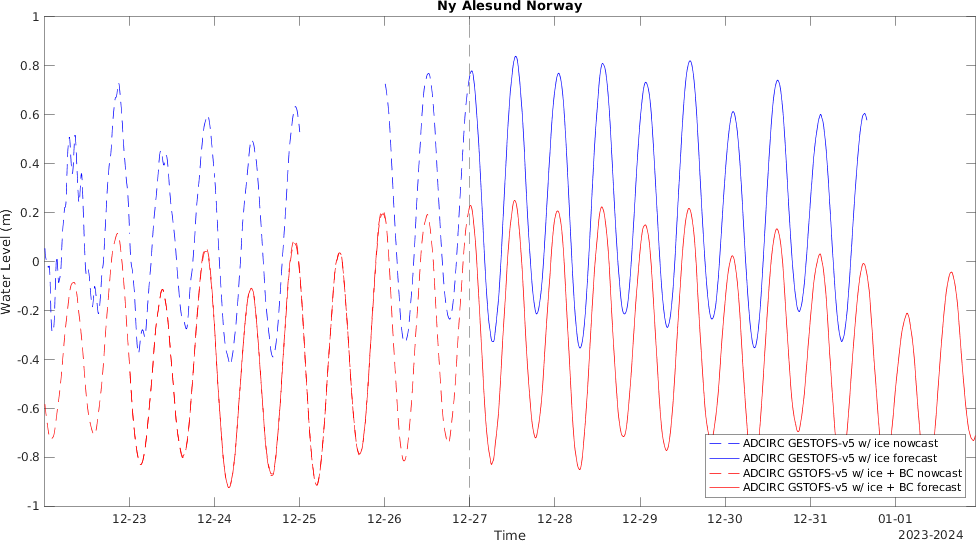 Ny Alesund Norway
1
0.8
0.6
0.4
0.2
0
-0.2
-0.4
-0.6
-0.8
-1
Water Level (m)
12-23 12-24 12-25 12-26 12-27 12-28 12-29 12-30 12-31 01-01
Time
2023-2024
ADCIRC GESTOFS-v5 w/ ice nowcast
ADCIRC GESTOFS-v5 w/ ice forecast
ADCIRC GSTOFS-v5 w/ ice + BC nowcast
ADCIRC GSTOFS-v5 w/ ice + BC forecast